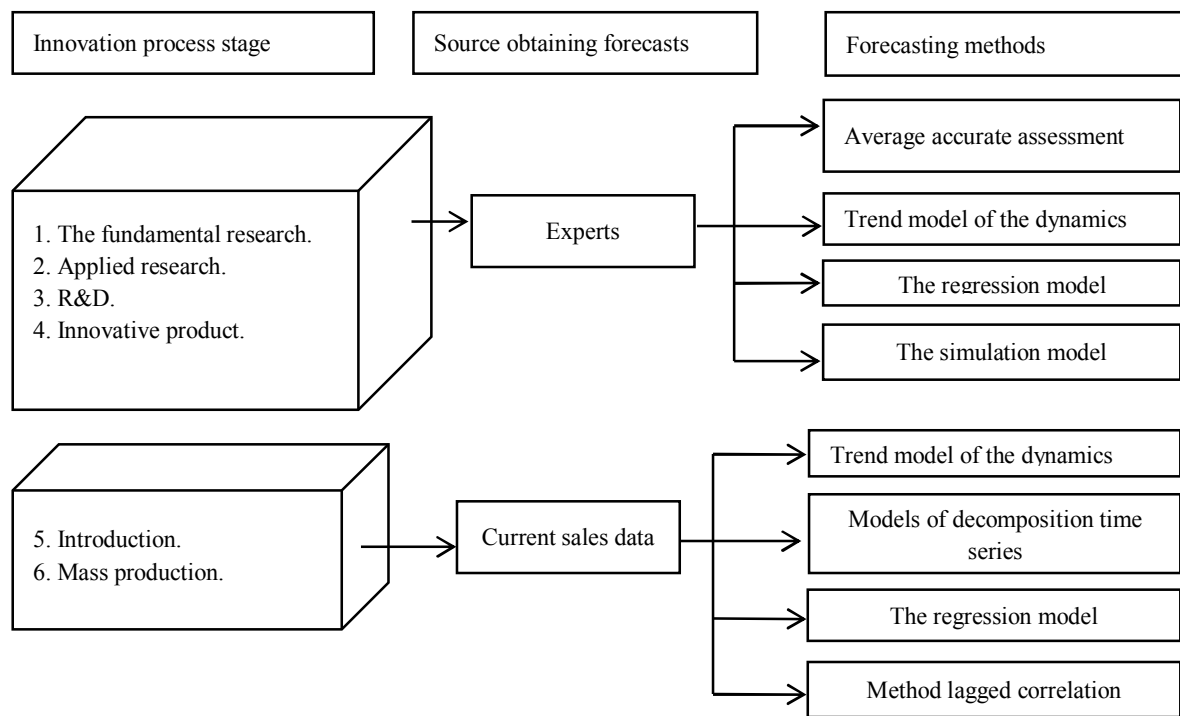 Innovation process stage
Source obtaining forecasts
Forecasting methods
1. The fundamental research.
2. Applied research.
3. R&D.
4. Innovative product.
Experts
Average accurate assessment
Trend model of the dynamics
The regression model
The simulation model
5. Introduction.
6. Mass production.
Current sales data
Trend model of the dynamics
Models of decomposition time
series
The regression model
Method lagged correlation